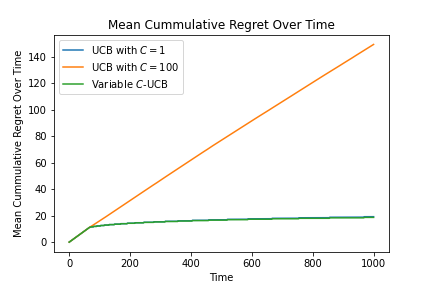 Mean Cummulative Regret Over Time
UCB with C = 1
UCB with C = 100
Variable C-UCB
Mean Cummulative Regret Over Time
140
120
100
80
60
40
20
0
0 200 400 600 800 1000
Time